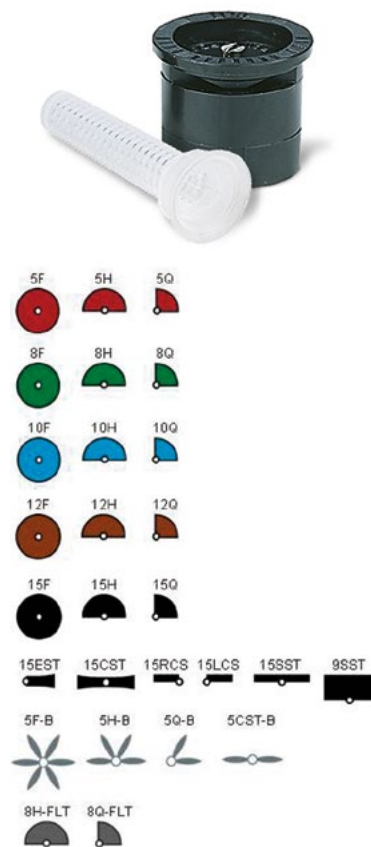 5F 5H 5Q
8F 8H 8Q
10F 10H 10Q
12F 12H 12Q
15F 15H 15Q
15EST 15CST 15RCS 15LCS 15SST 9SST
5F-B 5H-B 5Q-B 5CST-B
8H-FLT 8Q-FLT